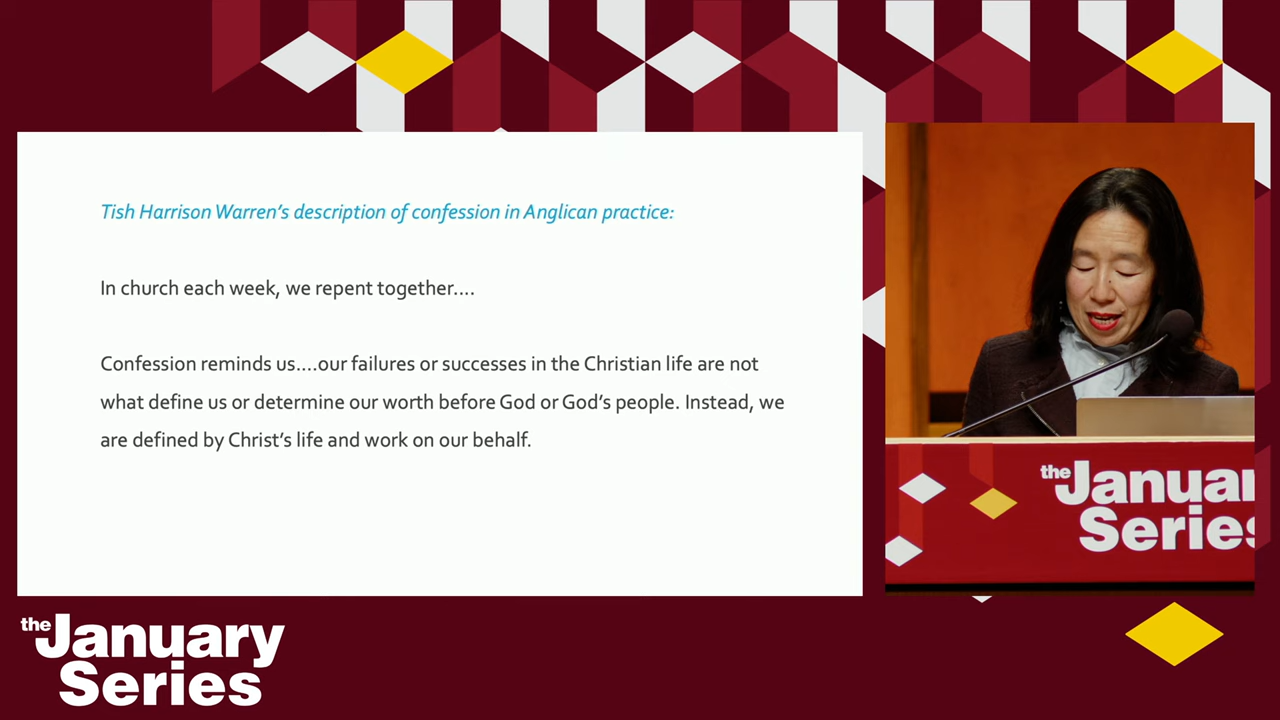 Tish Harrison Warren's description of confession in Anglican practice:
In church each week, we repent together....
Confession reminds us....our failures or successes in the Christian life are not
what define us or determine our worth before God or God's people. Instead, we
are defined by Christ's life and work on our behalf.
the
Januar
Series
the
January
Series